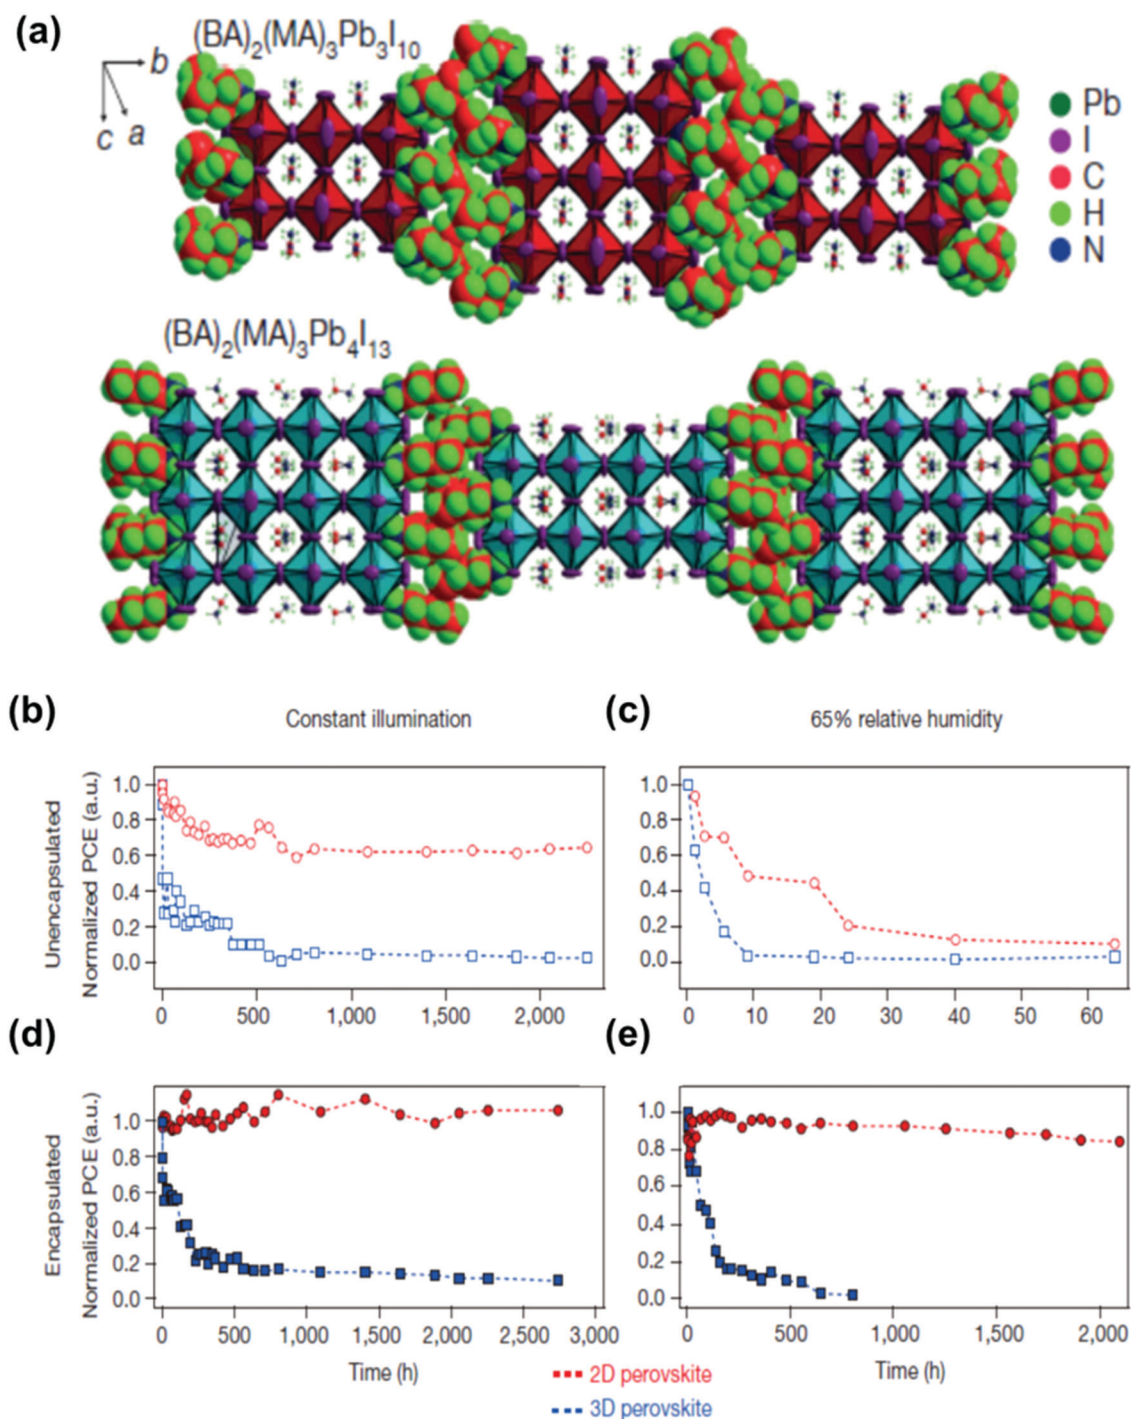 (a)
(BA)₂(MA)₃Pb₃I₁₀
b
c a
Pb
I
C
H
N
(BA)₂(MA)₃Pb₄I₁₃
(b)
Constant illumination
(c)
65% relative humidity
Unencapsulated
Normalized PCE (a.u.)
1.0
0.8
0.6
0.4
0.2
0.0
0 500 1,000 1,500 2,000
1.0
0.8
0.6
0.4
0.2
0.0
0 10 20 30 40 50 60
(d)
(e)
Encapsulated
Normalized PCE (a.u.)
1.0
0.8
0.6
0.4
0.2
0.0
0 500 1,000 1,500 2,000 2,500 3,000
Time (h)
1.0
0.8
0.6
0.4
0.2
0.0
0 500 1,000 1,500 2,000
Time (h)
2D perovskite
3D perovskite